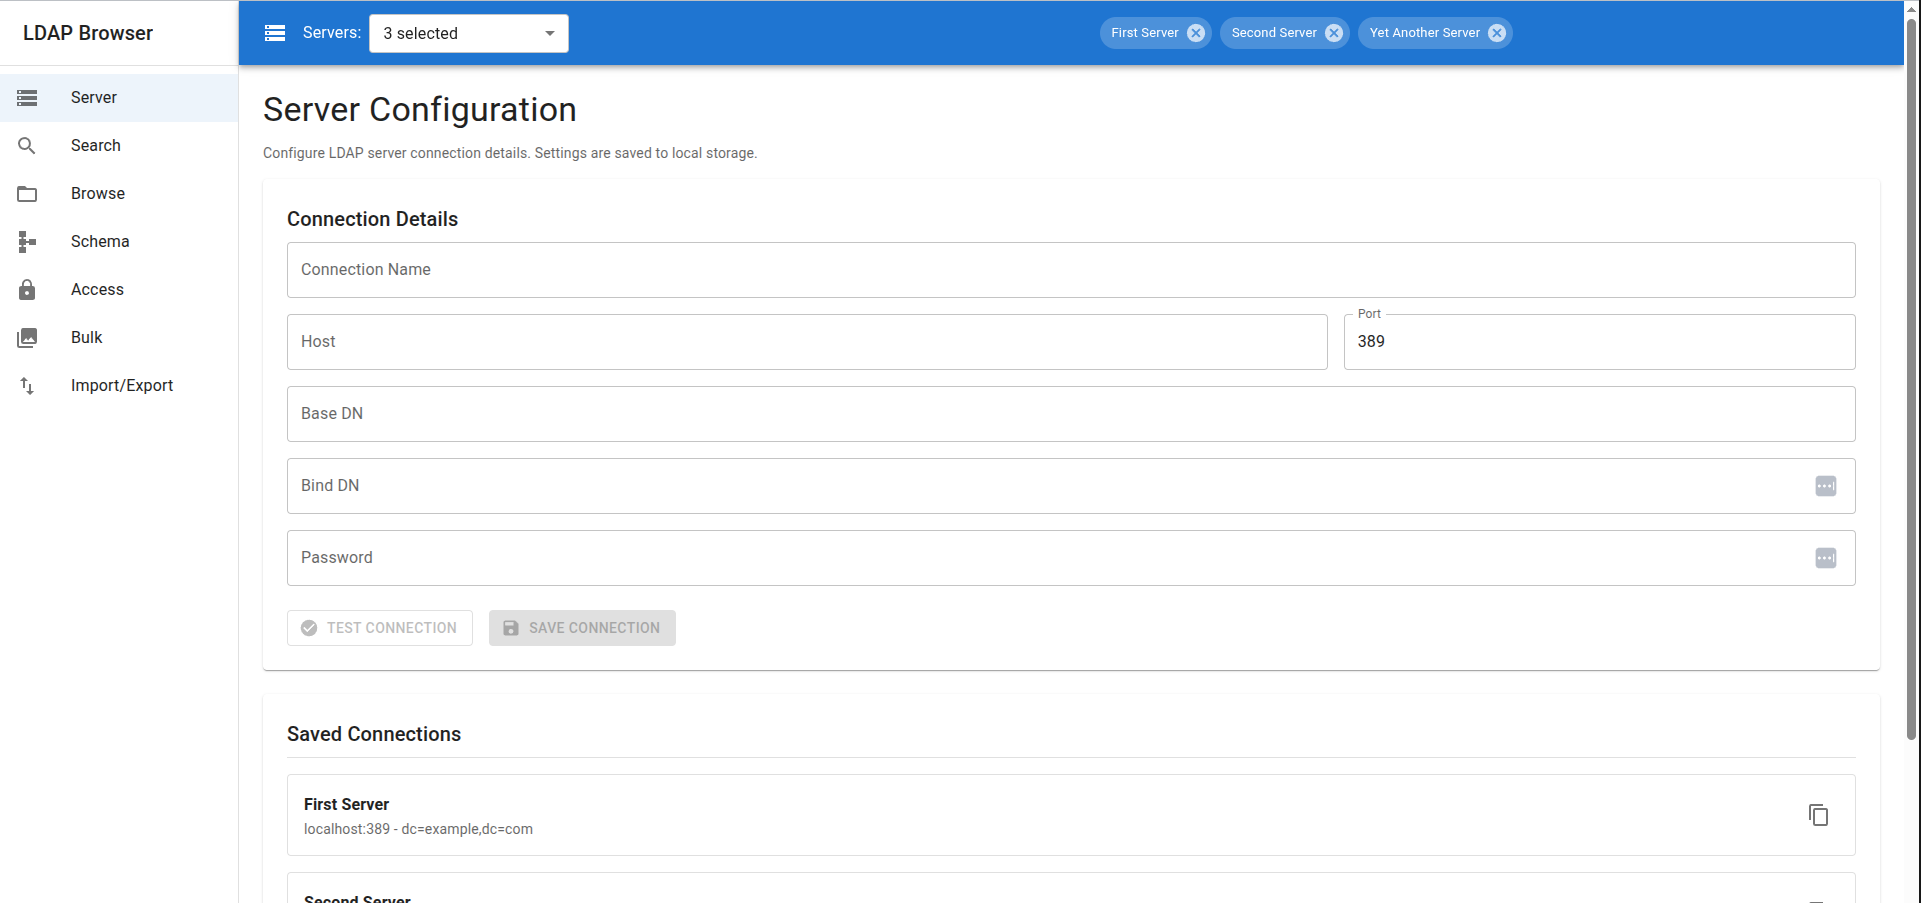 LDAP Browser
Servers: 3 selected
First Server
Second Server
Yet Another Server
Server
Search
Browse
Schema
Access
Bulk
Import/Export
Server Configuration
Configure LDAP server connection details. Settings are saved to local storage.
Connection Details
Connection Name
Host
Port
389
Base DN
Bind DN
Password
TEST CONNECTION
SAVE CONNECTION
Saved Connections
First Server
localhost:389 - dc=example,dc=com
Second Server